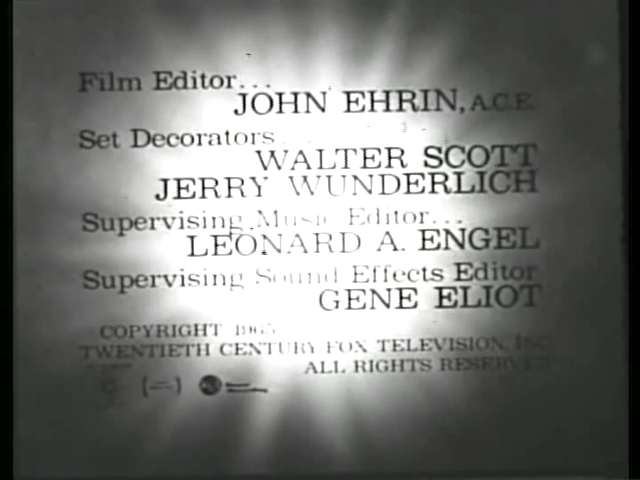 Film Editor...
JOHN EHRIN, A.C.E.
Set Decorators...
WALTER SCOTT
JERRY WUNDERLICH
Supervising Music Editor...
LEONARD A. ENGEL
Supervising Sound Effects Editor
GENE ELIOT
COPYRIGHT 1965
TWENTIETH CENTURY FOX TELEVISION, INC.
ALL RIGHTS RESERVED